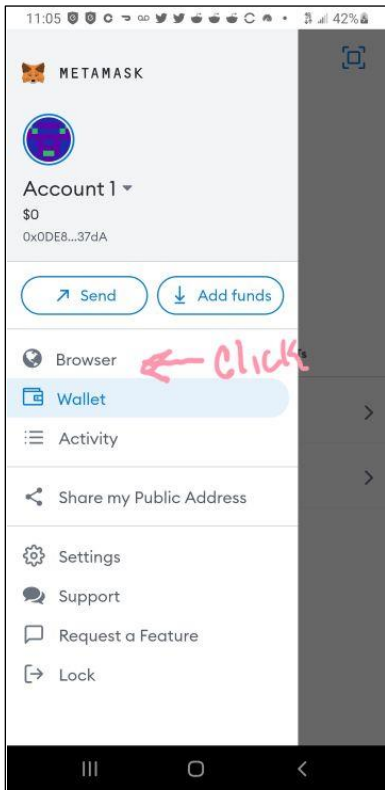 11:05 42%
METAMASK
Account 1
$0
0x0DE8...37dA
Send Add funds
Browser click
Wallet
Activity
Share my Public Address
Settings
Support
Request a Feature
Lock